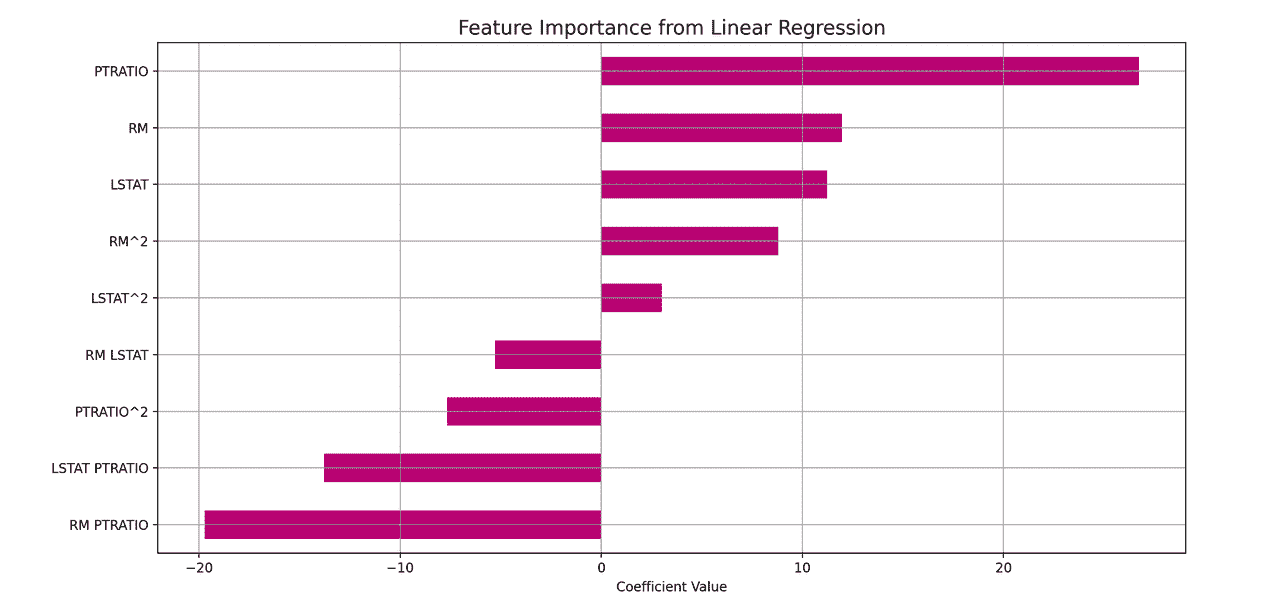 Feature Importance from Linear Regression
PTRATIO
RM
LSTAT
RM^2
LSTAT^2
RM LSTAT
PTRATIO^2
LSTAT PTRATIO
RM PTRATIO
−20 −10 0 10 20
Coefficient Value